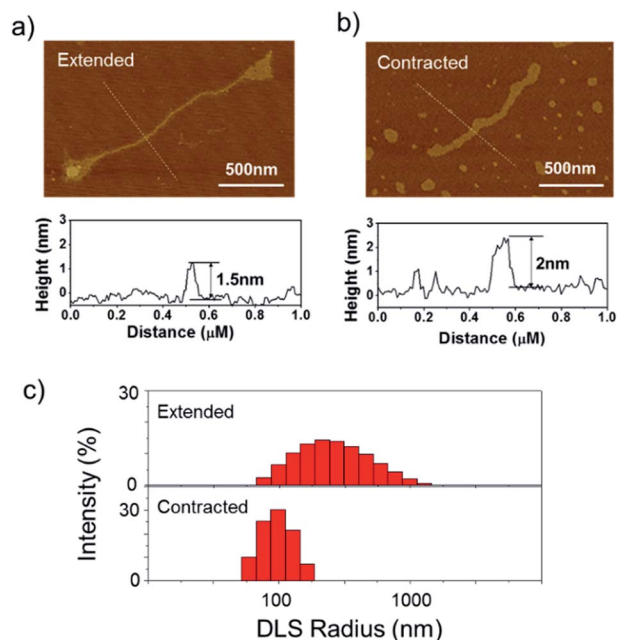 a)
Extended
500nm
Height (nm)
3
2
1
0
1.5nm
0.0 0.2 0.4 0.6 0.8 1.0
Distance (μM)
b)
Contracted
500nm
Height (nm)
3
2
1
0
2nm
0.0 0.2 0.4 0.6 0.8 1.0
Distance (μM)
c)
Intensity (%)
30
Extended
0
30
Contracted
0
100 1000
DLS Radius (nm)